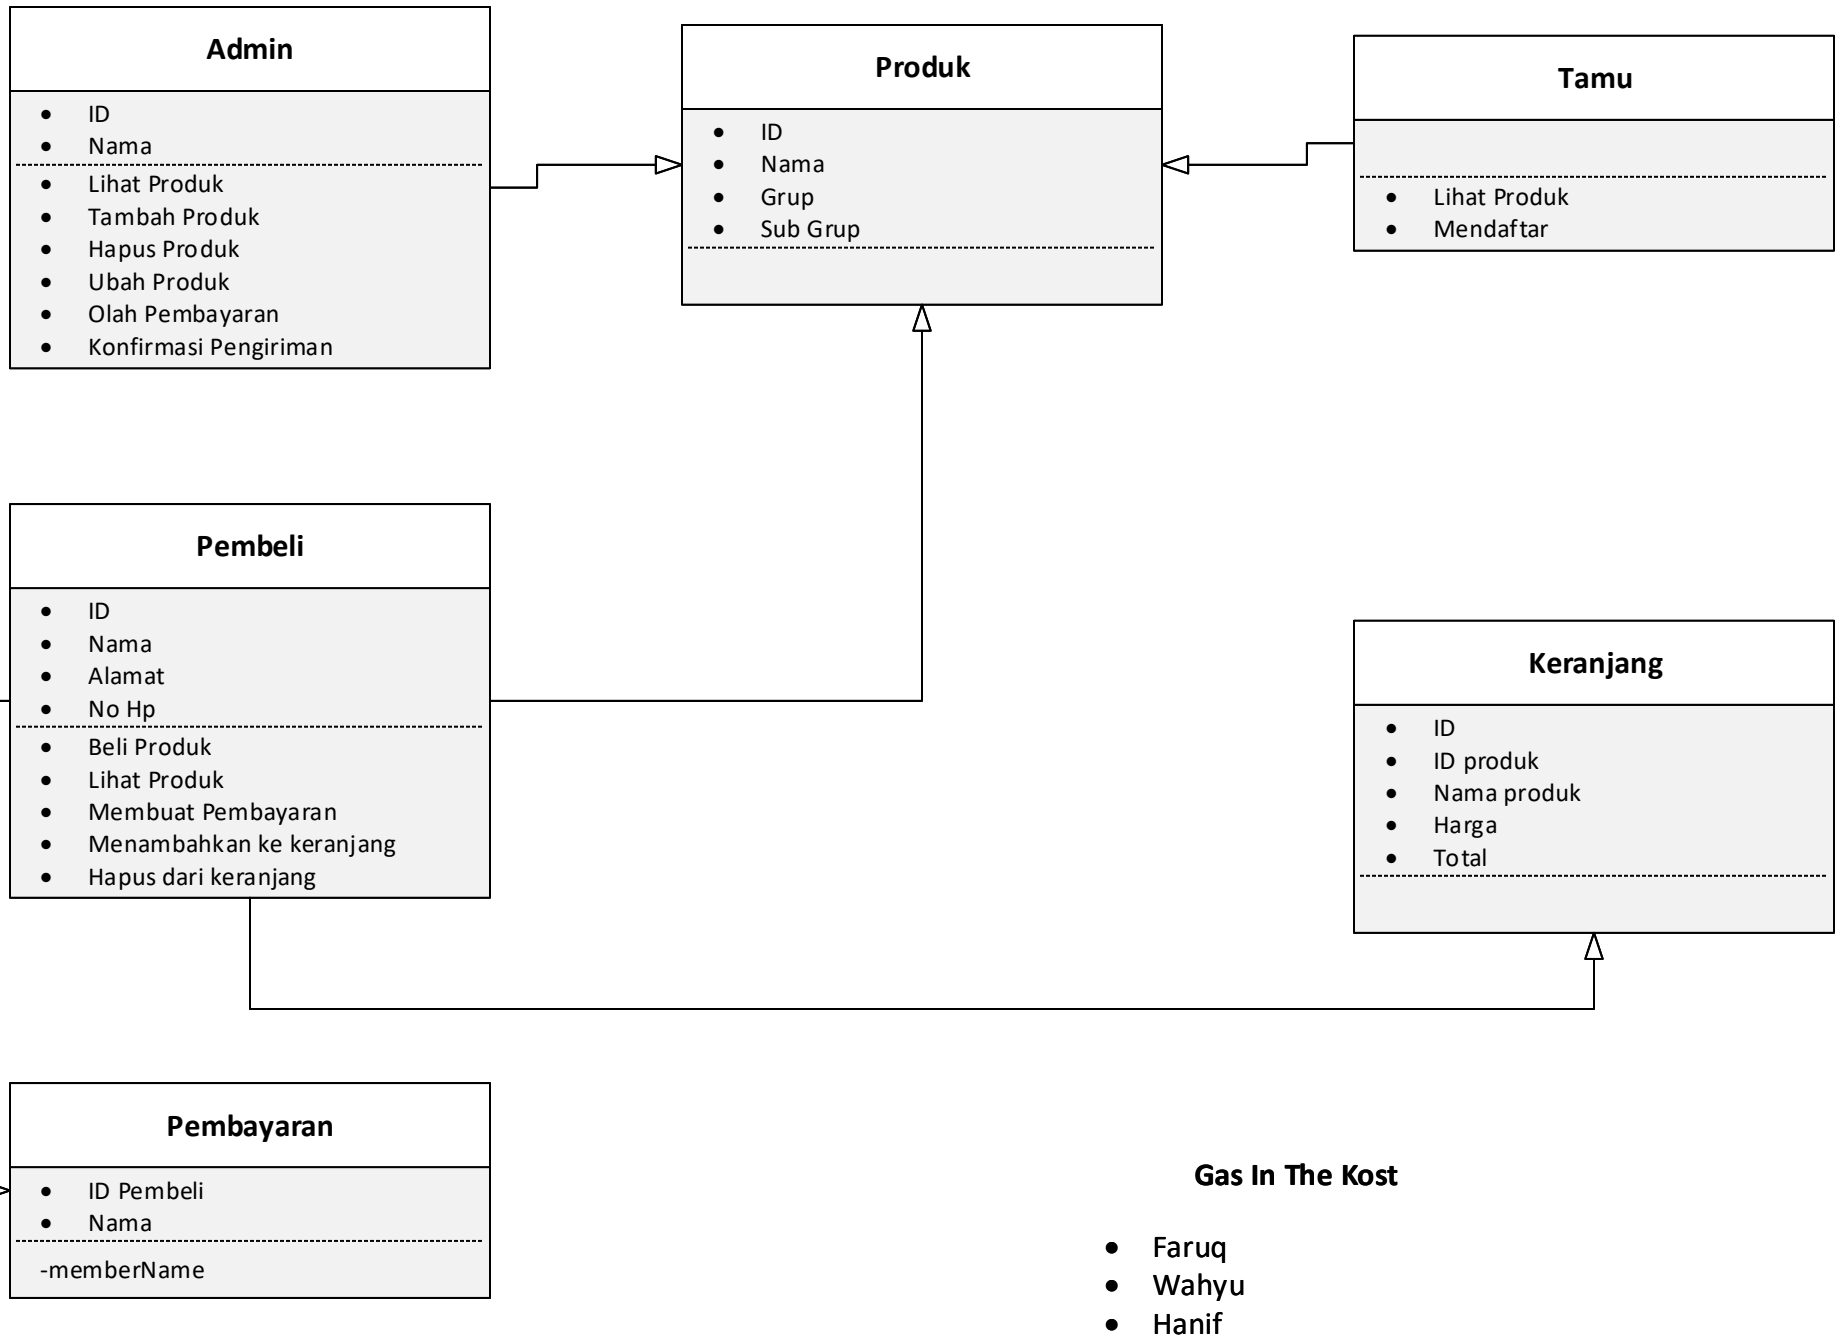 Admin
• ID
• Nama
• Lihat Produk
• Tambah Produk
• Hapus Produk
• Ubah Produk
• Olah Pembayaran
• Konfirmasi Pengiriman
Produk
• ID
• Nama
• Grup
• Sub Grup
Tamu
• Lihat Produk
• Mendaftar
Pembeli
• ID
• Nama
• Alamat
• No Hp
• Beli Produk
• Lihat Produk
• Membuat Pembayaran
• Menambahkan ke keranjang
• Hapus dari keranjang
Keranjang
• ID
• ID produk
• Nama produk
• Harga
• Total
Pembayaran
• ID Pembeli
• Nama
-memberName
Gas In The Kost
• Faruq
• Wahyu
• Hanif